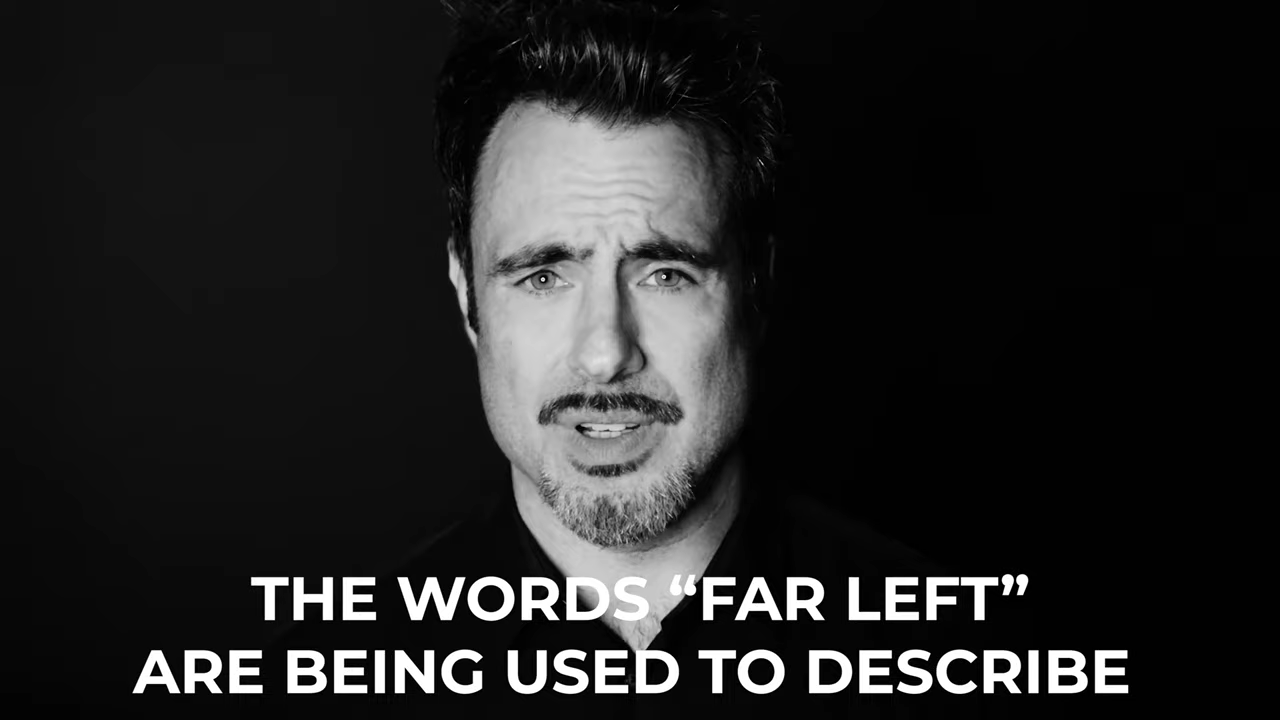 THE WORDS “FAR LEFT”
ARE BEING USED TO DESCRIBE